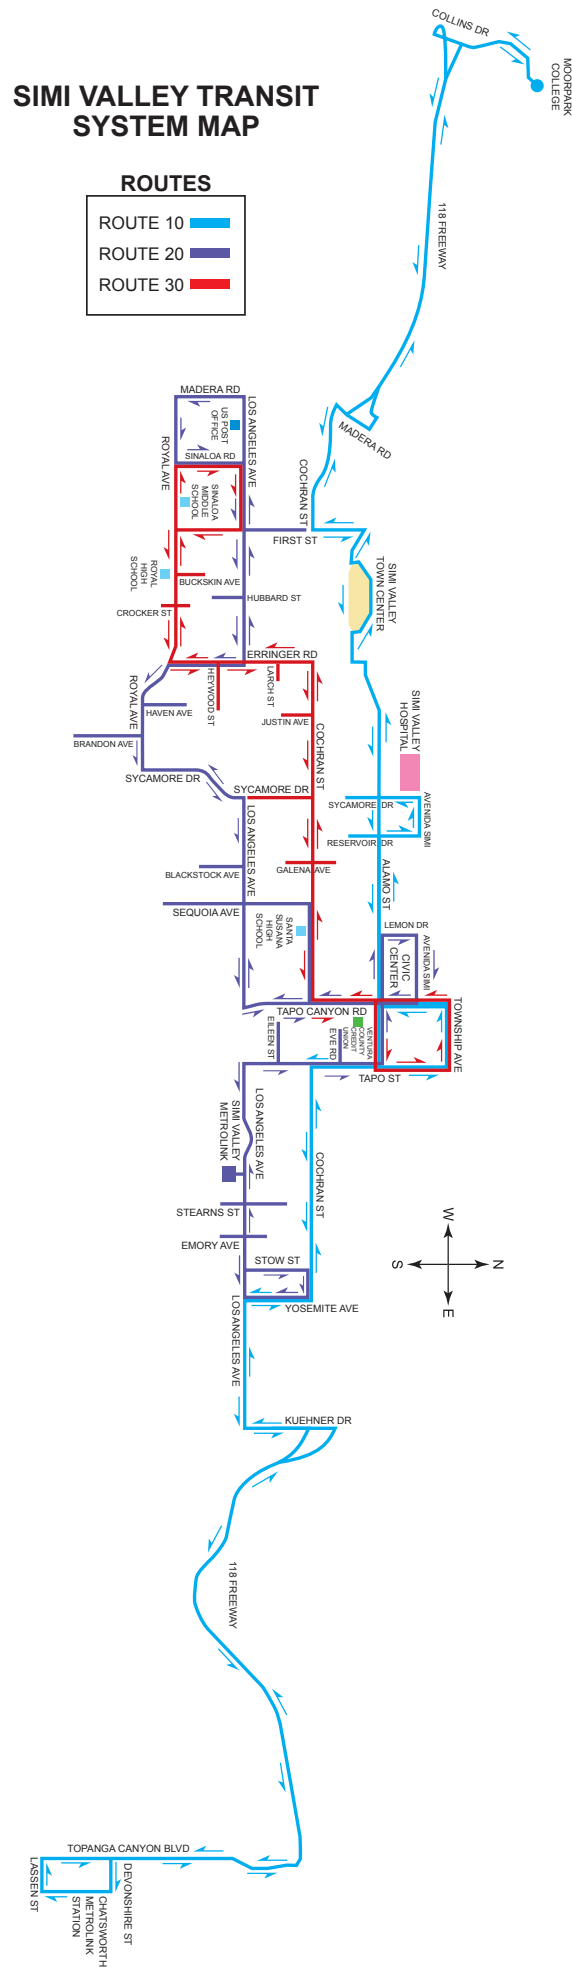 COLLINS DR
MOORPARK
COLLEGE
SIMI VALLEY TRANSIT
SYSTEM MAP
ROUTES
ROUTE 10
ROUTE 20
ROUTE 30
118 FREEWAY
MADERA RD
MADERA RD
LOS ANGELES AVE
US POST
OFFICE
SINALOA RD
ROYAL AVE
SINALOA
MIDDLE
SCHOOL
COCHRAN ST
FIRST ST
SIMI VALLEY
TOWN CENTER
ROYAL
HIGH
SCHOOL
BUCKSKIN AVE
HUBBARD ST
CROCKER ST
ERRINGER RD
HEYWOOD ST
LARCH ST
ROYAL AVE
HAVEN AVE
JUSTIN AVE
BRANDON AVE
COCHRAN ST
SIMI VALLEY
HOSPITAL
SYCAMORE DR
SYCAMORE DR
SYCAMORE DR
AVENIDA SIMI
RESERVOIR DR
LOS ANGELES AVE
BLACKSTOCK AVE
GALENA AVE
ALAMO ST
SEQUOIA AVE
SANTA
SUSANA
HIGH
SCHOOL
LEMON DR
CIVIC
CENTER
AVENIDA SIMI
TAPO CANYON RD
TOWNSHIP AVE
EILEEN ST
EVE RD
VENTURA
COUNTY
CREDIT
UNION
TAPO ST
LOS ANGELES AVE
SIMI VALLEY
METROLINK
COCHRAN ST
STEARNS ST
EMORY AVE
STOW ST
W
N
S
E
YOSEMITE AVE
LOS ANGELES AVE
KUEHNER DR
118 FREEWAY
TOPANGA CANYON BLVD
LASSEN ST
DEVONSHIRE ST
CHATSWORTH
METROLINK
STATION